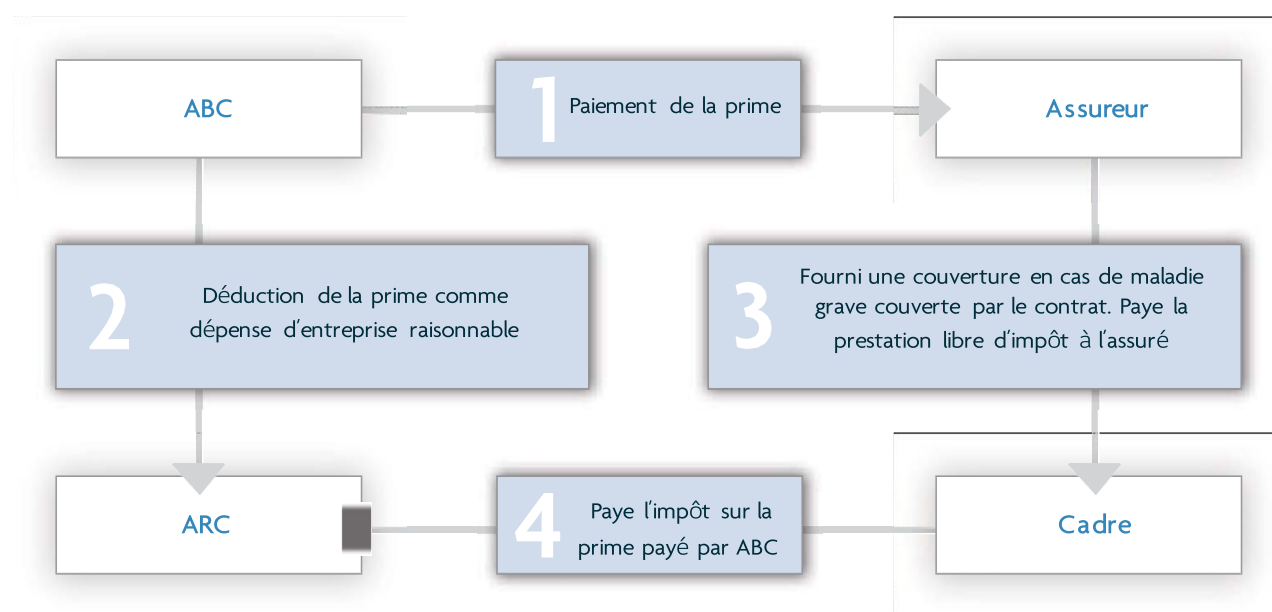 ABC
1 Paiement de la prime
Assureur
2 Déduction de la prime comme
dépense d'entreprise raisonnable
3 Fourni une couverture en cas de maladie
grave couverte par le contrat. Paye la
prestation libre d'impôt à l'assuré
ARC
4 Paye l'impôt sur la
prime payé par ABC
Cadre